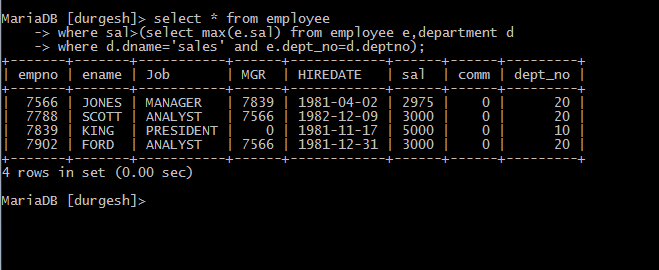 MariaDB [durgesh]> select * from employee
    -> where sal>(select max(e.sal) from employee e,department d
    -> where d.dname='sales' and e.dept_no=d.deptno);
+-------+-------+-----------+------+------------+------+------+---------+
| empno | ename | Job       | MGR  | HIREDATE   | sal  | comm | dept_no |
+-------+-------+-----------+------+------------+------+------+---------+
|  7566 | JONES | MANAGER   | 7839 | 1981-04-02 | 2975 |    0 |      20 |
|  7788 | SCOTT | ANALYST   | 7566 | 1982-12-09 | 3000 |    0 |      20 |
|  7839 | KING  | PRESIDENT |    0 | 1981-11-17 | 5000 |    0 |      10 |
|  7902 | FORD  | ANALYST   | 7566 | 1981-12-31 | 3000 |    0 |      20 |
+-------+-------+-----------+------+------------+------+------+---------+
4 rows in set (0.00 sec)
MariaDB [durgesh]>